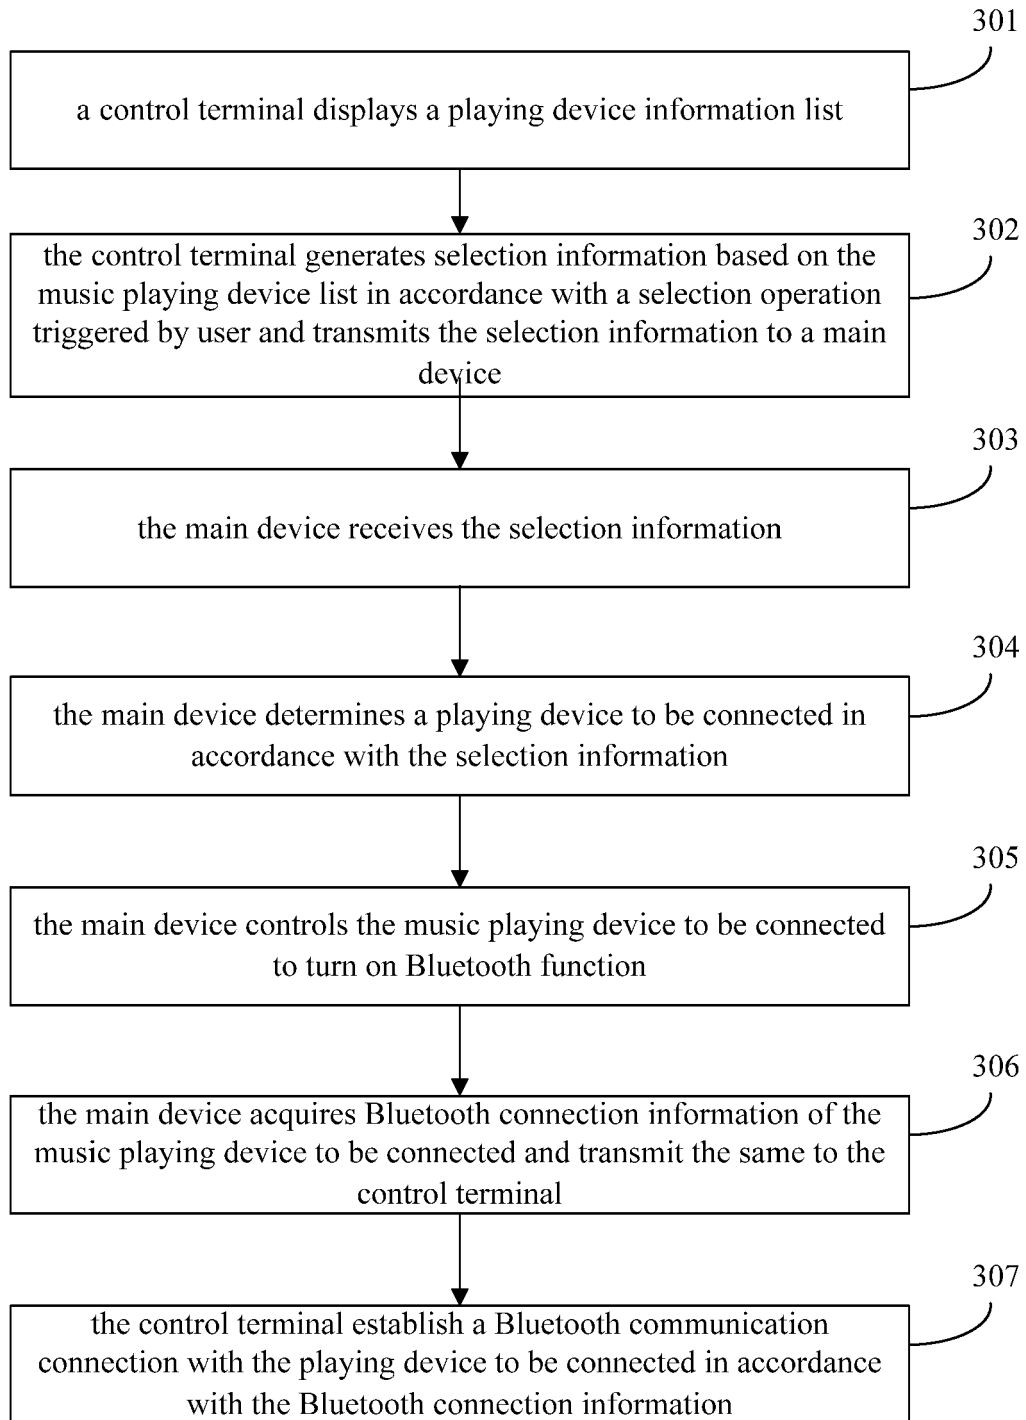 301
a control terminal displays a playing device information list
302
the control terminal generates selection information based on the
music playing device list in accordance with a selection operation
triggered by user and transmits the selection information to a main
device
303
the main device receives the selection information
304
the main device determines a playing device to be connected in
accordance with the selection information
305
the main device controls the music playing device to be connected
to turn on Bluetooth function
306
the main device acquires Bluetooth connection information of the
music playing device to be connected and transmit the same to the
control terminal
307
the control terminal establish a Bluetooth communication
connection with the playing device to be connected in accordance
with the Bluetooth connection information